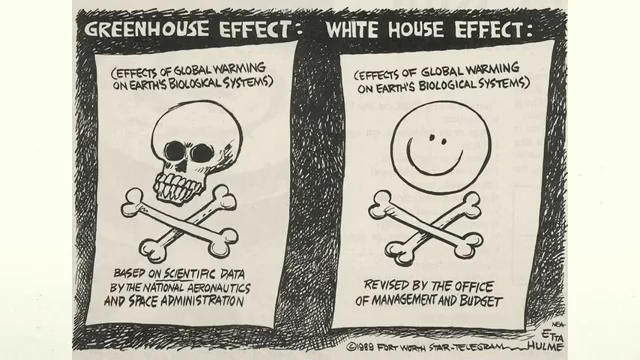 GREENHOUSE EFFECT:
(EFFECTS OF GLOBAL WARMING
ON EARTH'S BIOLOGICAL SYSTEMS)
BASED ON SCIENTIFIC DATA
BY THE NATIONAL AERONAUTICS
AND SPACE ADMINISTRATION
WHITE HOUSE EFFECT:
(EFFECTS OF GLOBAL WARMING
ON EARTH'S BIOLOGICAL SYSTEMS)
REVISED BY THE OFFICE
OF MANAGEMENT AND BUDGET
NEA-
ETTA
HULME
©1989 FORT WORTH STAR-TELEGRAM